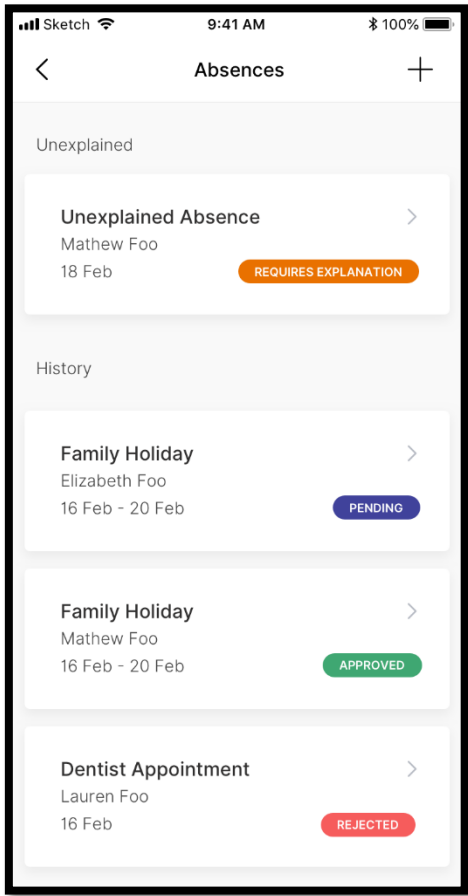 Sketch 9:41 AM 100%
Absences
Unexplained
Unexplained Absence
Mathew Foo
18 Feb REQUIRES EXPLANATION
History
Family Holiday
Elizabeth Foo
16 Feb - 20 Feb PENDING
Family Holiday
Mathew Foo
16 Feb - 20 Feb APPROVED
Dentist Appointment
Lauren Foo
16 Feb REJECTED